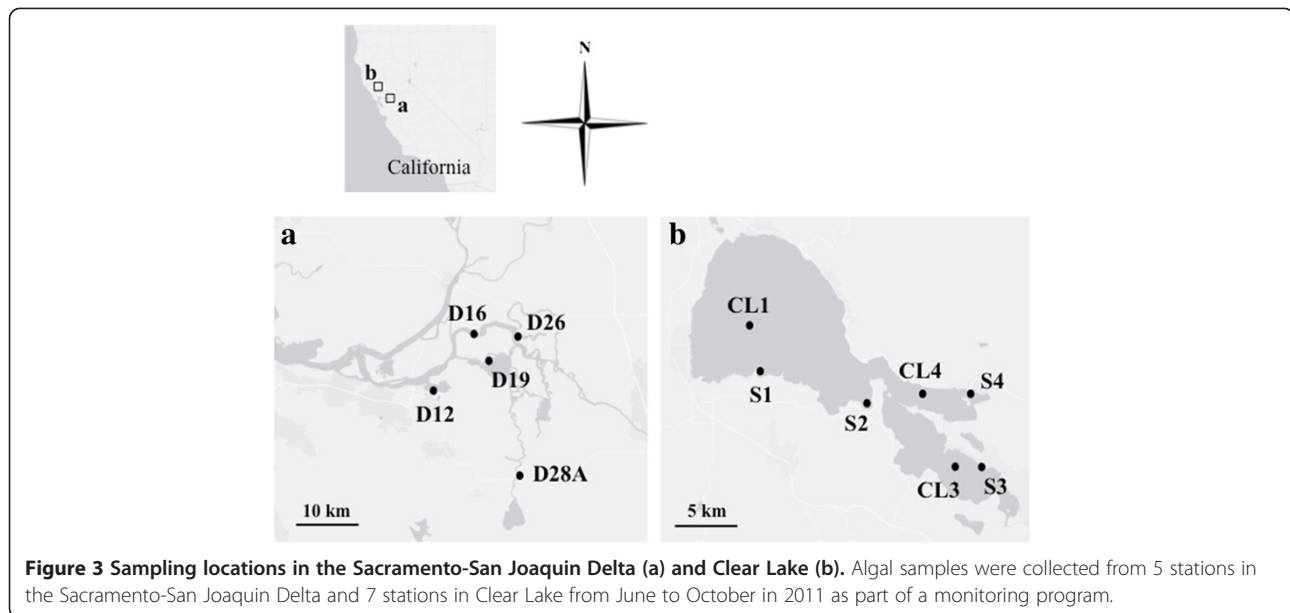 N
b
a
California
a
D16
D26
D19
D12
D28A
10 km
b
CL1
S1
CL4
S4
S2
CL3
S3
5 km
Figure 3 Sampling locations in the Sacramento-San Joaquin Delta (a) and Clear Lake (b). Algal samples were collected from 5 stations in
the Sacramento-San Joaquin Delta and 7 stations in Clear Lake from June to October in 2011 as part of a monitoring program.